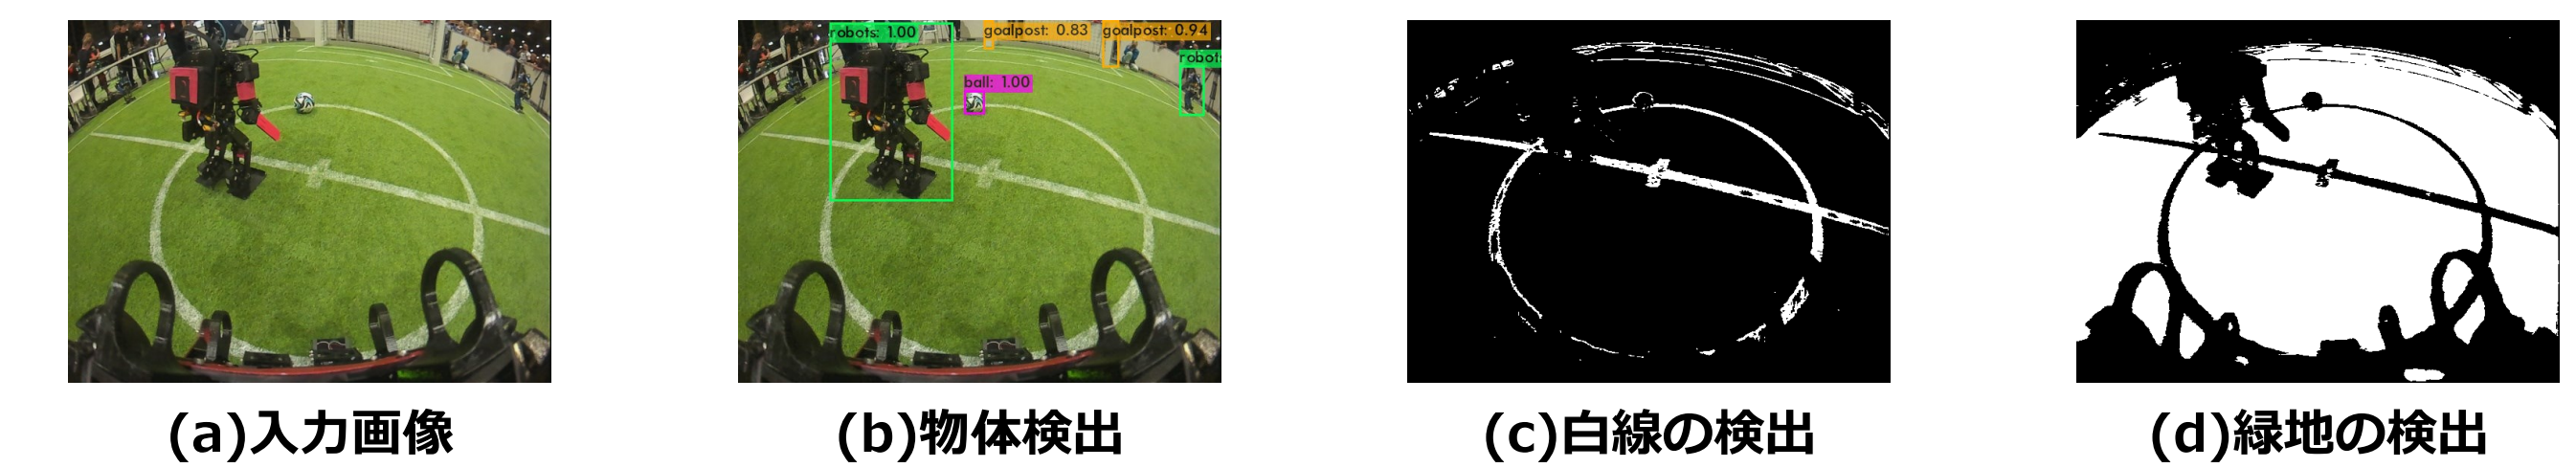 robots: 1.00
goalpost: 0.83
goalpost: 0.94
robots
ball: 1.00
(a)入力画像
(b)物体検出
(c)白線の検出
(d)緑地の検出